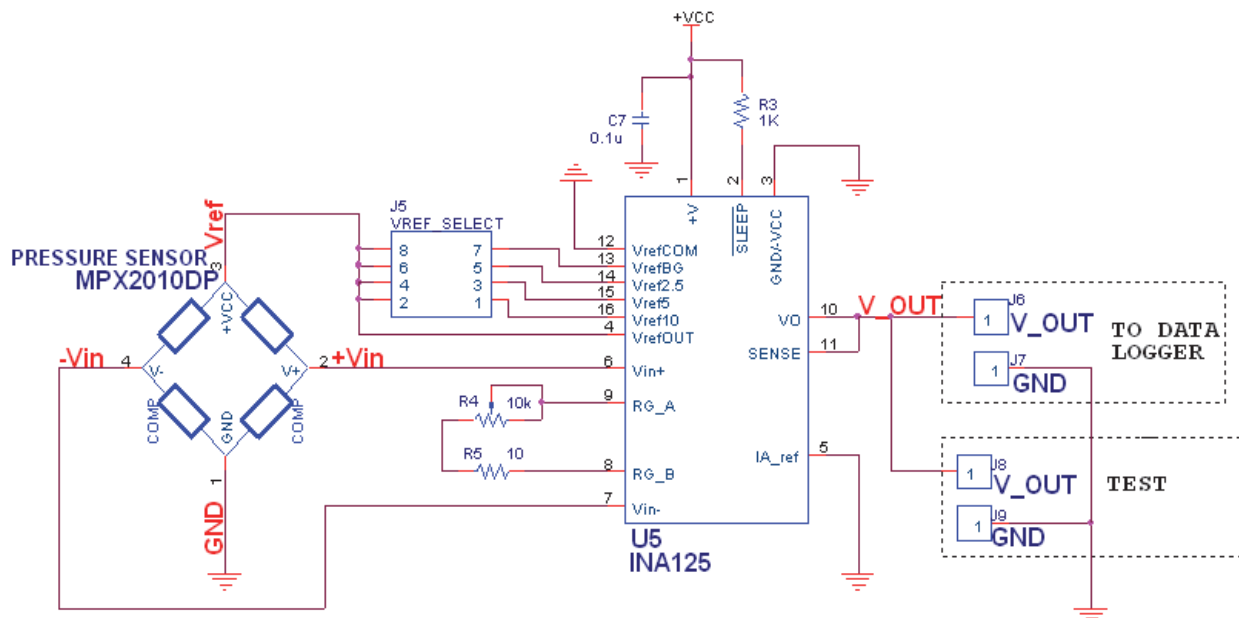 +VCC
C7
0.1u
R3
1K
1
2
3
+V
SLEEP
GND/-VCC
J5
VREF_SELECT
8 7
6 5
4 3
2 1
12 VrefCOM
13 VrefBG
14 Vref2.5
15 Vref5
16 Vref10
4 VrefOUT
6 Vin+
9 RG_A
8 RG_B
7 Vin-
VO 10
SENSE 11
IA_ref 5
U5
INA125
Vref
PRESSURE SENSOR
MPX2010DP
3
+VCC
-Vin 4 V-
V+ 2 +Vin
COMP
GND
COMP
1
GND
R4 10k
R5 10
V_OUT
J6
1 V_OUT
J7
1 GND
TO DATA
LOGGER
J8
1 V_OUT
J9
1 GND
TEST